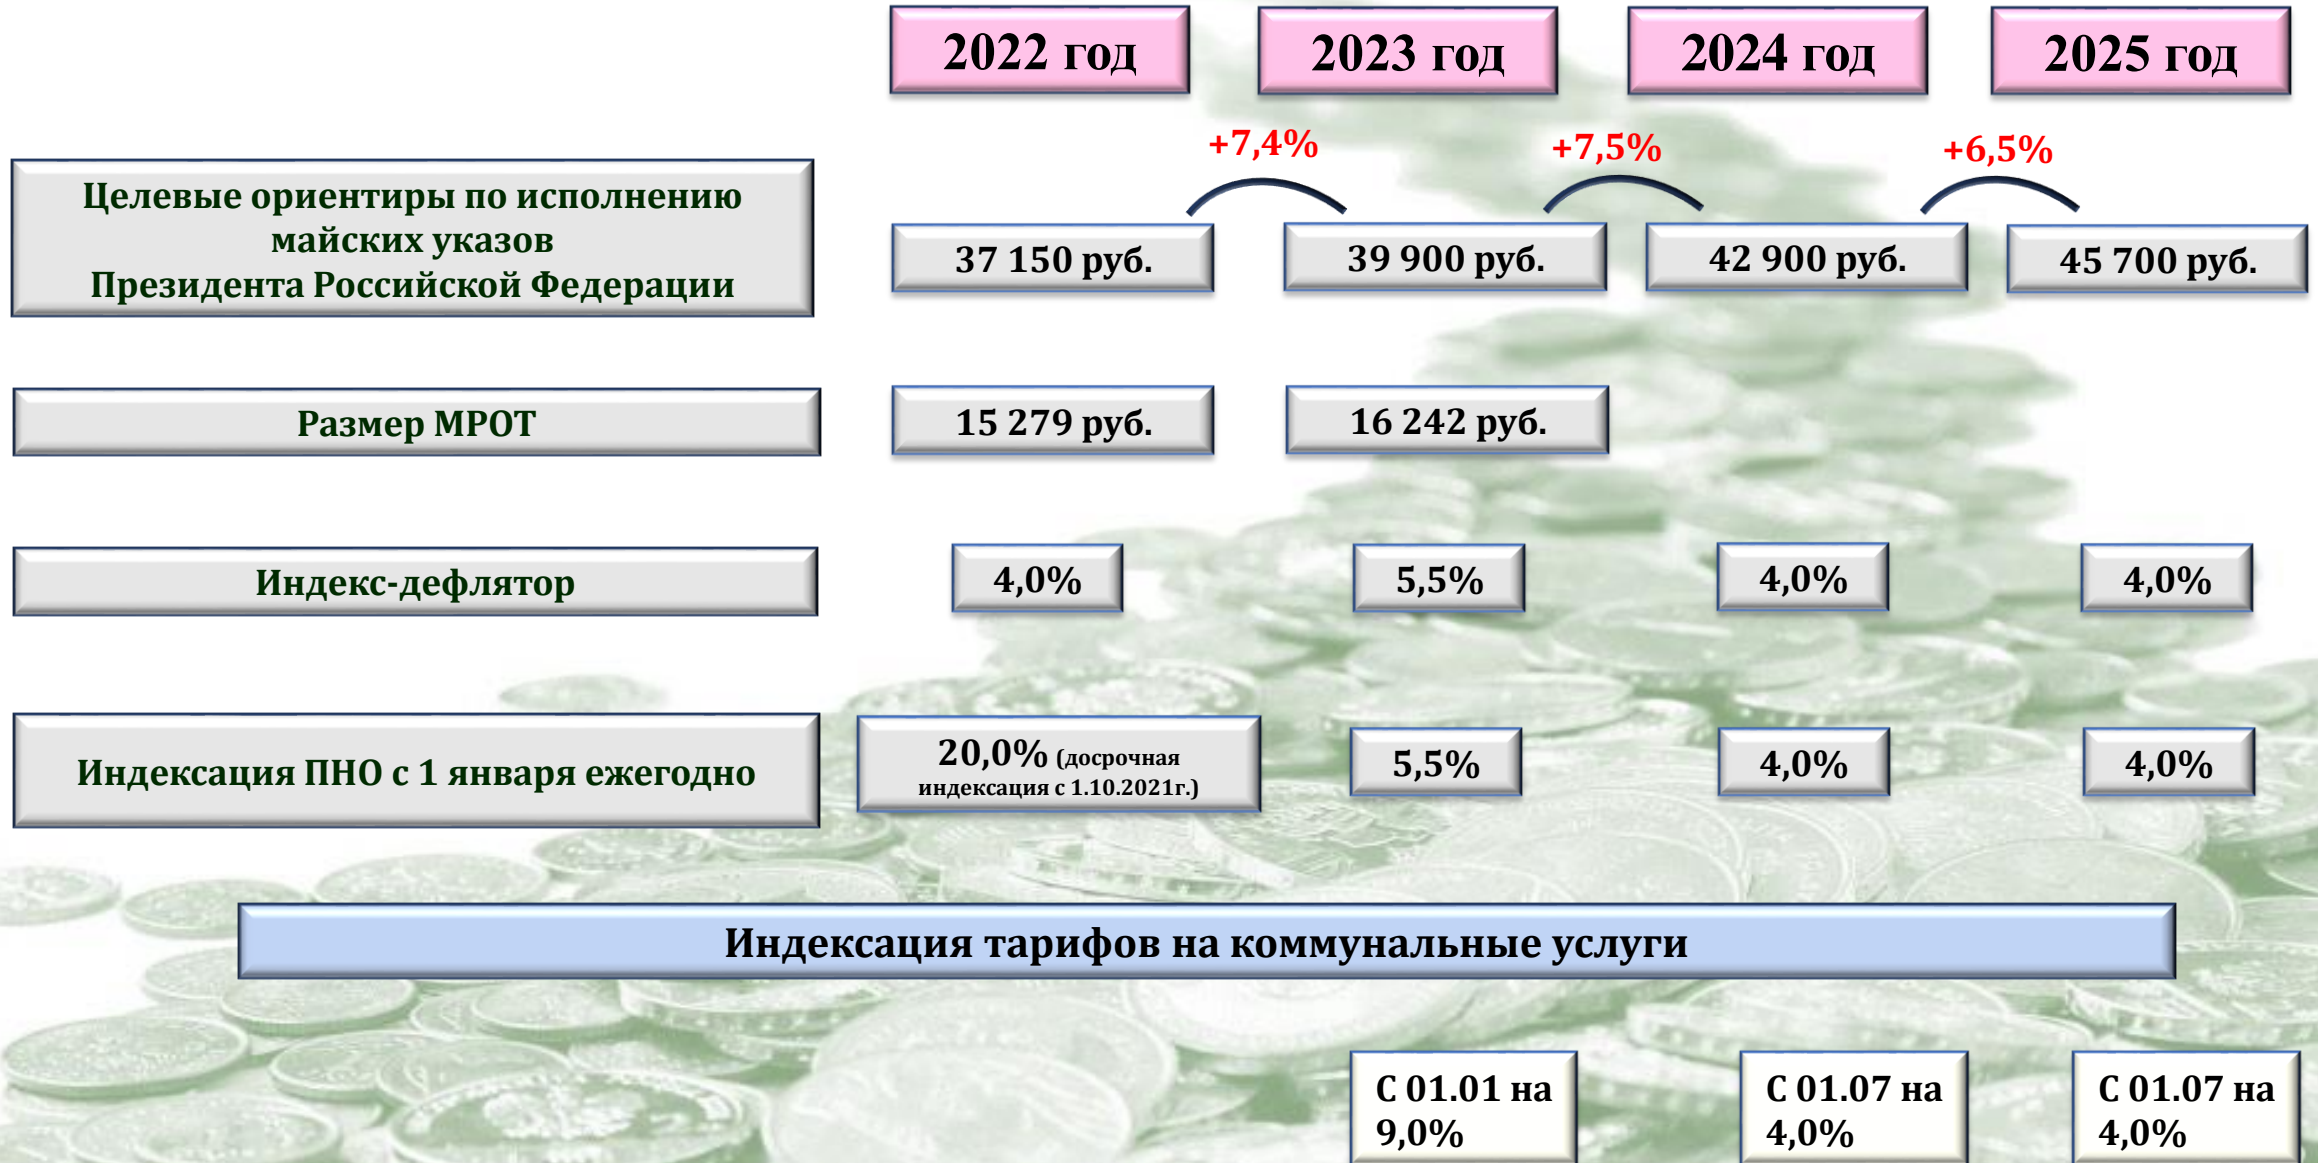 2022 год
2023 год
2024 год
2025 год
+7,4%
+7,5%
+6,5%
Целевые ориентиры по исполнению
майских указов
Президента Российской Федерации
37 150 руб.
39 900 руб.
42 900 руб.
45 700 руб.
Размер МРОТ
15 279 руб.
16 242 руб.
Индекс-дефлятор
4,0%
5,5%
4,0%
4,0%
Индексация ПНО с 1 января ежегодно
20,0% (досрочная
индексация с 1.10.2021г.)
5,5%
4,0%
4,0%
Индексация тарифов на коммунальные услуги
С 01.01 на
9,0%
С 01.07 на
4,0%
С 01.07 на
4,0%